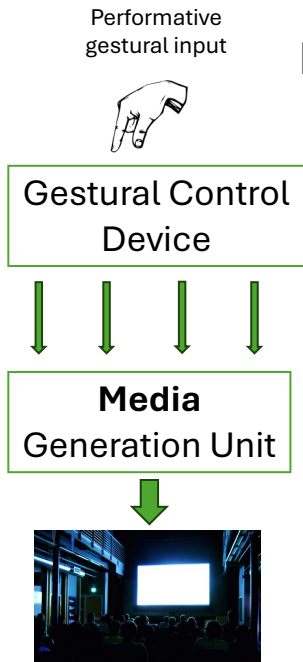 Performative
gestural input
Gestural Control
Device
Media
Generation Unit